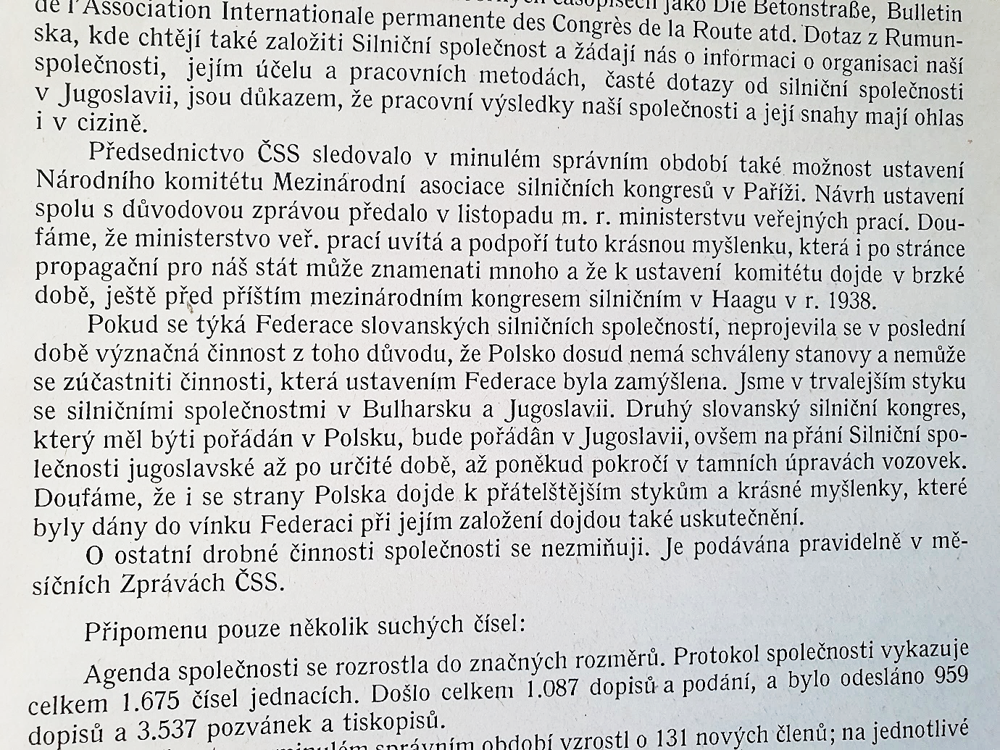 časopisech jako Die Betonstraße, Bulletin
de l'Association Internationale permanente des Congrès de la Route atd. Dotaz z Rumun-
ska, kde chtějí také založiti Silniční společnost a žádají nás o informaci o organisaci naší
společnosti, jejím účelu a pracovních metodách, časté dotazy od silniční společnosti
v Jugoslavii, jsou důkazem, že pracovní výsledky naší společnosti a její snahy mají ohlas
i v cizině.
Předsednictvo ČSS sledovalo v minulém správním období také možnost ustavení
Národního komitétu Mezinárodní asociace silničních kongresů v Paříži. Návrh ustavení
spolu s důvodovou zprávou předalo v listopadu m. r. ministerstvu veřejných prací. Dou-
fáme, že ministerstvo veř. prací uvítá a podpoří tuto krásnou myšlenku, která i po stránce
propagační pro náš stát může znamenati mnoho a že k ustavení komitétu dojde v brzké
době, ještě před příštím mezinárodním kongresem silničním v Haagu v r. 1938.
Pokud se týká Federace slovanských silničních společností, neprojevila se v poslední
době význačná činnost z toho důvodu, že Polsko dosud nemá schváleny stanovy a nemůže
se zúčastniti činnosti, která ustavením Federace byla zamýšlena. Jsme v trvalejším styku
se silničními společnostmi v Bulharsku a Jugoslavii. Druhý slovanský silniční kongres,
který měl býti pořádán v Polsku, bude pořádân v Jugoslavii, ovšem na přání Silniční spo-
lečnosti jugoslavské až po určité době, až poněkud pokročí v tamních úpravách vozovek.
Doufáme, že i se strany Polska dojde k přátelštějším stykům a krásné myšlenky, které
byly dány do vínku Federaci při jejím založení dojdou také uskutečnění.
O ostatní drobné činnosti společnosti se nezmiňuji. Je podávána pravidelně v mě-
síčních Zprávách ČSS.
Připomenu pouze několik suchých čísel:
Agenda společnosti se rozrostla do značných rozměrů. Protokol společnosti vykazuje
celkem 1.675 čísel jednacích. Došlo celkem 1.087 dopisů a podání, a bylo odesláno 959
dopisů a 3.537 pozvánek a tiskopisů.
minulém správním období vzrostl o 131 nových členů; na jednotlivé